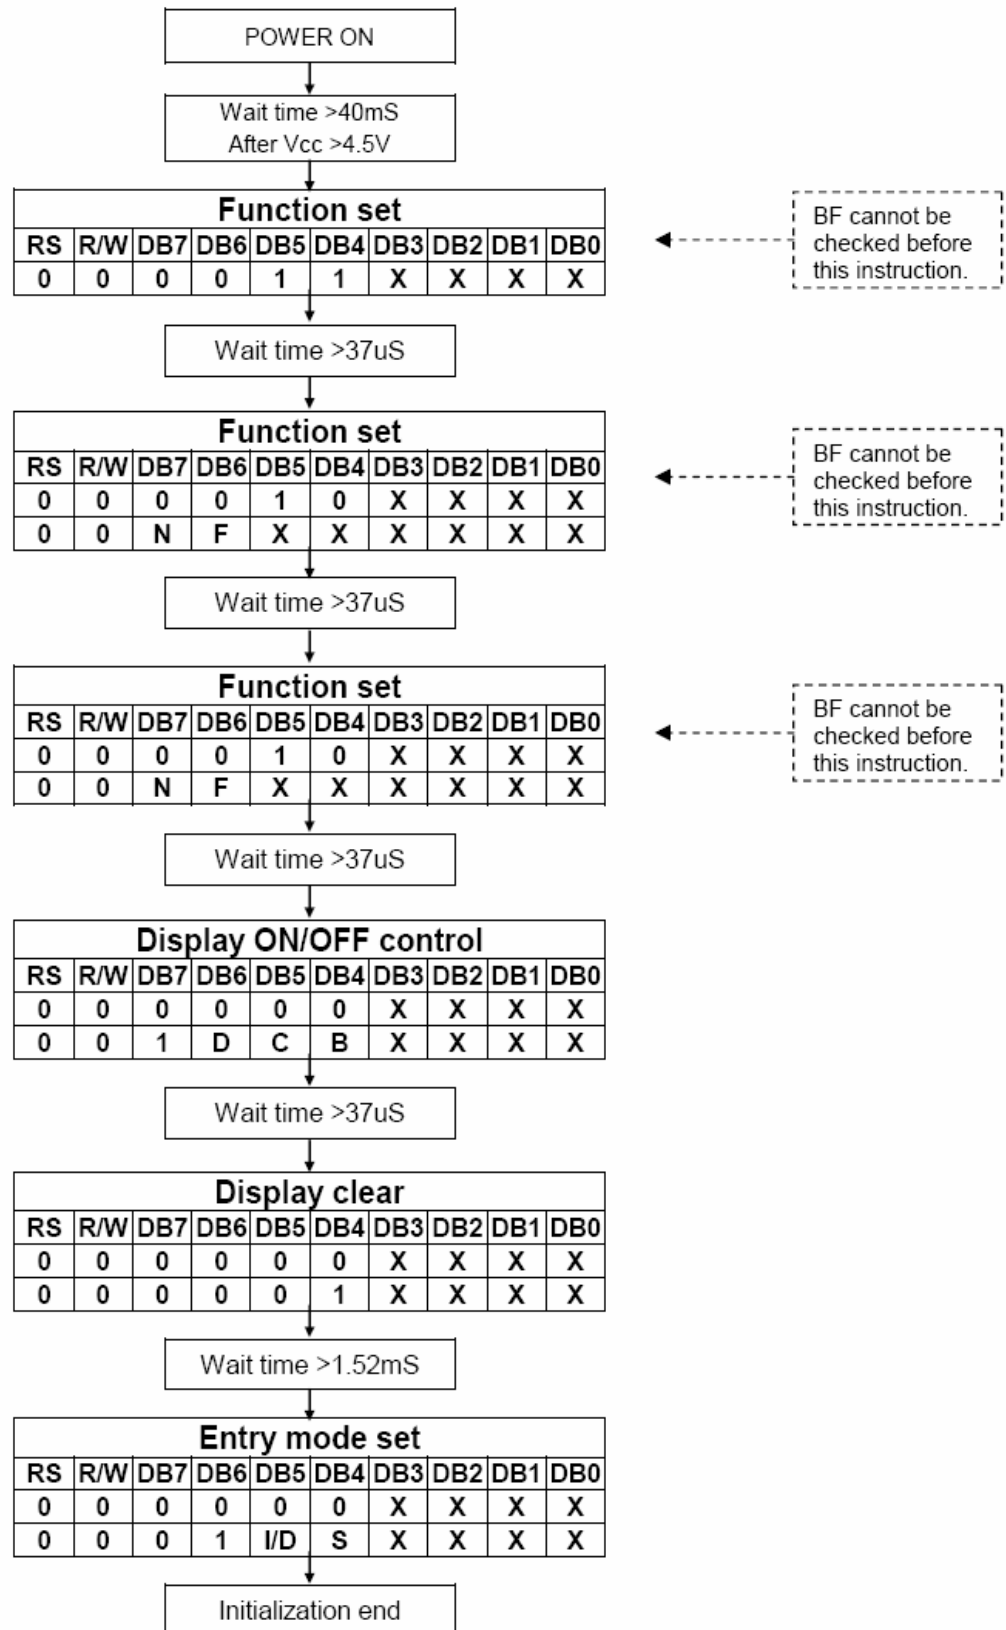 POWER ON
Wait time >40mS
After Vcc >4.5V
Function set
RS R/W DB7 DB6 DB5 DB4 DB3 DB2 DB1 DB0
0 0 0 0 1 1 X X X X
BF cannot be
checked before
this instruction.
Wait time >37uS
Function set
RS R/W DB7 DB6 DB5 DB4 DB3 DB2 DB1 DB0
0 0 0 0 1 0 X X X X
0 0 N F X X X X X X
BF cannot be
checked before
this instruction.
Wait time >37uS
Function set
RS R/W DB7 DB6 DB5 DB4 DB3 DB2 DB1 DB0
0 0 0 0 1 0 X X X X
0 0 N F X X X X X X
BF cannot be
checked before
this instruction.
Wait time >37uS
Display ON/OFF control
RS R/W DB7 DB6 DB5 DB4 DB3 DB2 DB1 DB0
0 0 0 0 0 0 X X X X
0 0 1 D C B X X X X
Wait time >37uS
Display clear
RS R/W DB7 DB6 DB5 DB4 DB3 DB2 DB1 DB0
0 0 0 0 0 0 X X X X
0 0 0 0 0 1 X X X X
Wait time >1.52mS
Entry mode set
RS R/W DB7 DB6 DB5 DB4 DB3 DB2 DB1 DB0
0 0 0 0 0 0 X X X X
0 0 0 1 I/D S X X X X
Initialization end